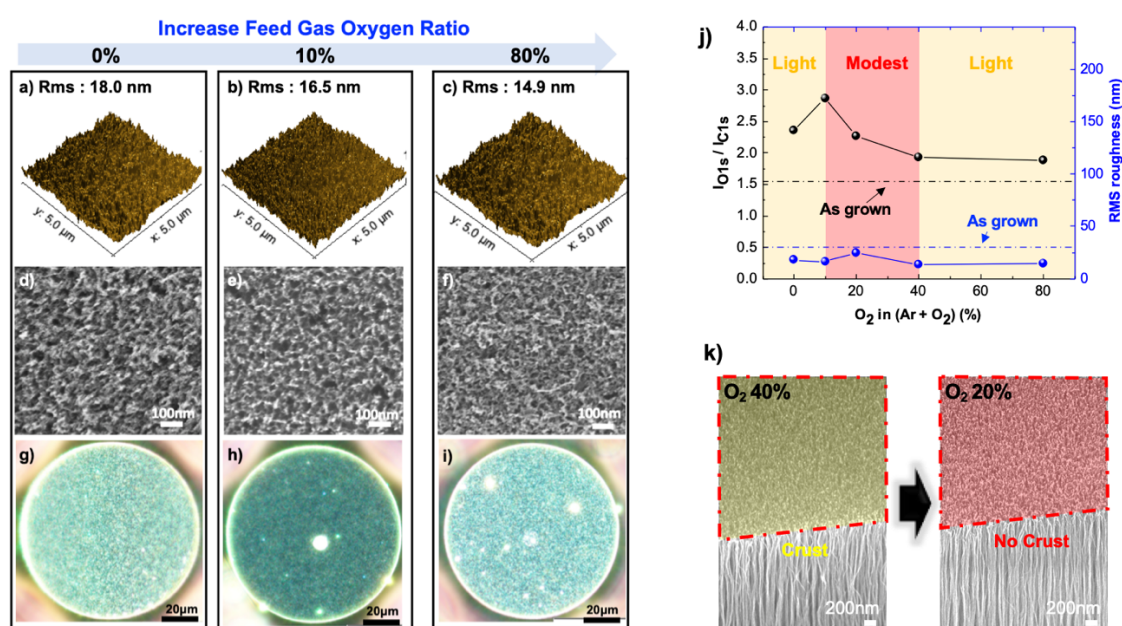 Increase Feed Gas Oxygen Ratio
0%
10%
80%
a) Rms : 18.0 nm
b) Rms : 16.5 nm
c) Rms : 14.9 nm
y: 5.0 µm
x: 5.0 µm
y: 5.0 µm
x: 5.0 µm
y: 5.0 µm
x: 5.0 µm
d)
100nm
e)
100nm
f)
100nm
g)
20µm
h)
20µm
i)
20µm
j)
4.0
3.5
3.0
2.5
2.0
1.5
1.0
0.5
0.0
I_O1s / I_C1s
Light
Modest
Light
As grown
As grown
200
150
100
50
0
RMS roughness (nm)
0
20
40
60
80
O₂ in (Ar + O₂) (%)
k)
O₂ 40%
Crust
200nm
O₂ 20%
No Crust
200nm